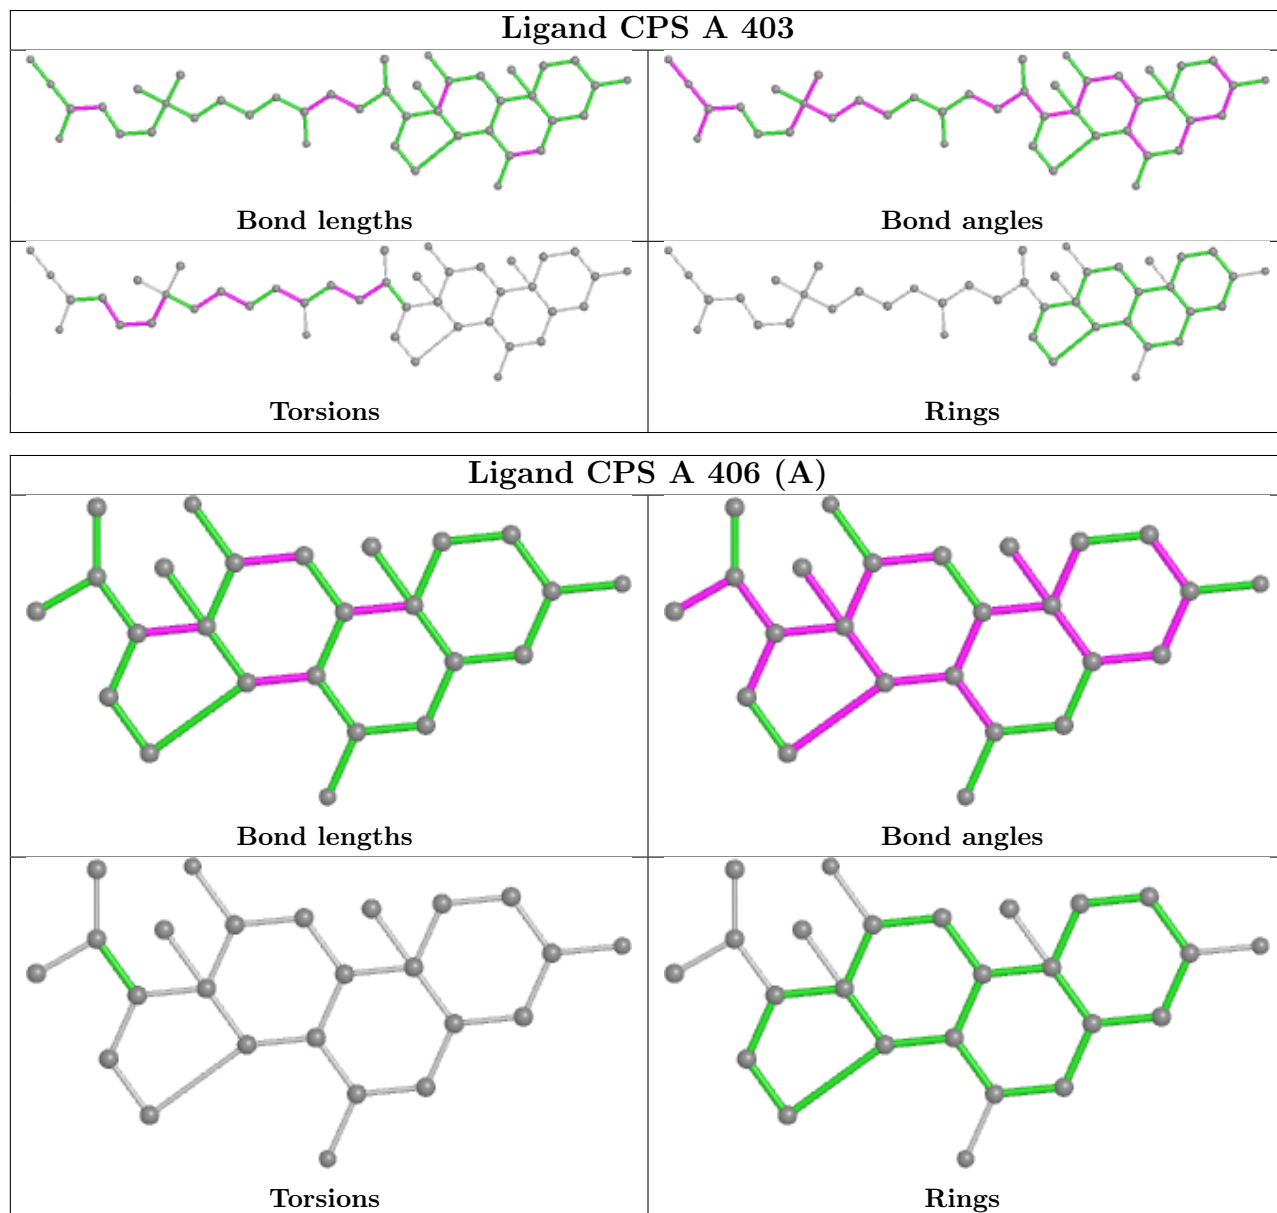 Ligand CPS A 403
Bond lengths
Bond angles
Torsions
Rings
Ligand CPS A 406 (A)
Bond lengths
Bond angles
Torsions
Rings